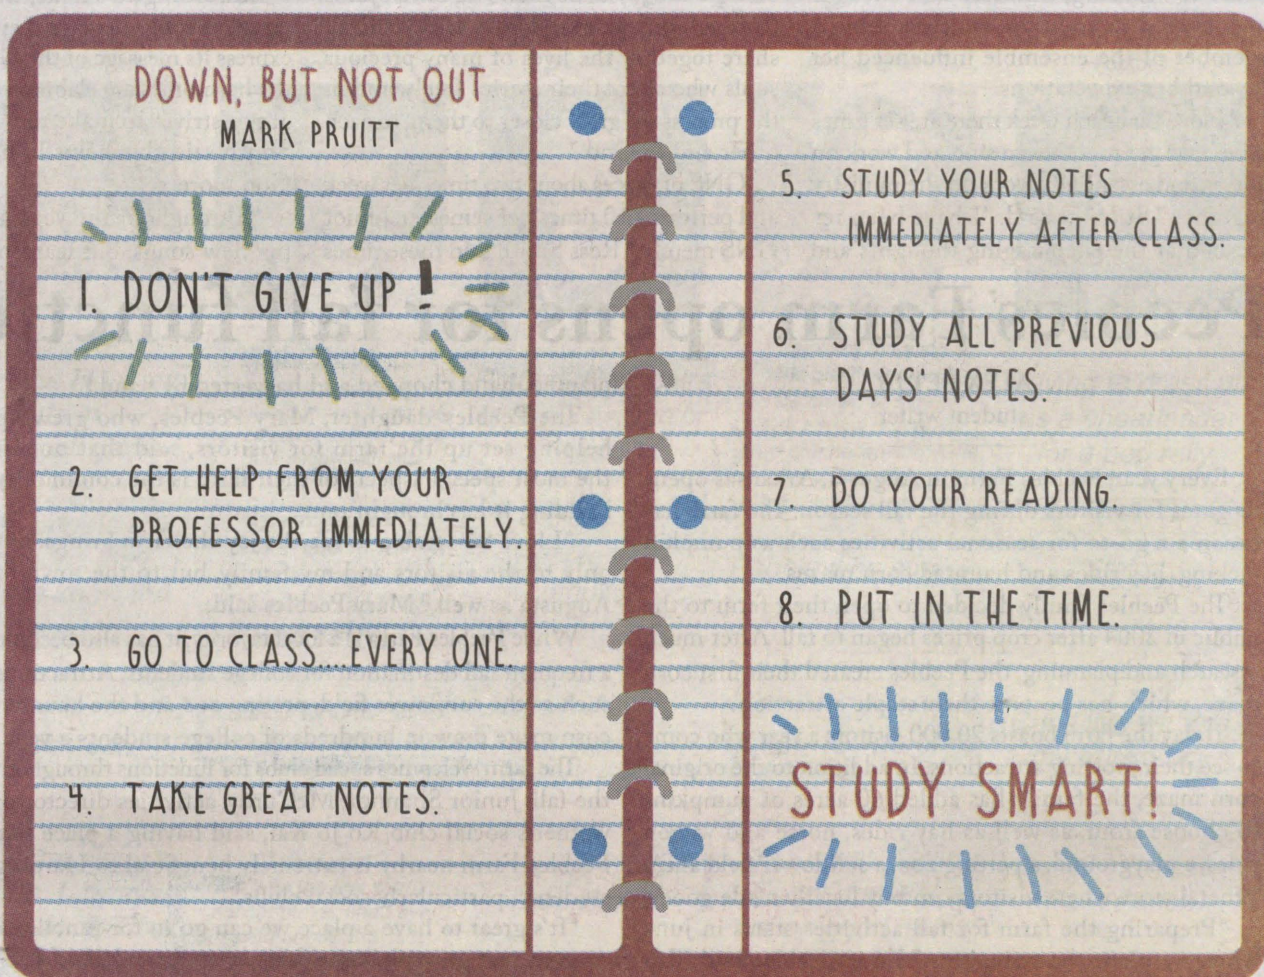 DOWN, BUT NOT OUT
MARK PRUITT
1. DON'T GIVE UP !
2. GET HELP FROM YOUR
PROFESSOR IMMEDIATELY.
3. GO TO CLASS....EVERY ONE.
4. TAKE GREAT NOTES.
5. STUDY YOUR NOTES
IMMEDIATELY AFTER CLASS.
6. STUDY ALL PREVIOUS
DAYS' NOTES.
7. DO YOUR READING.
8. PUT IN THE TIME.
STUDY SMART!